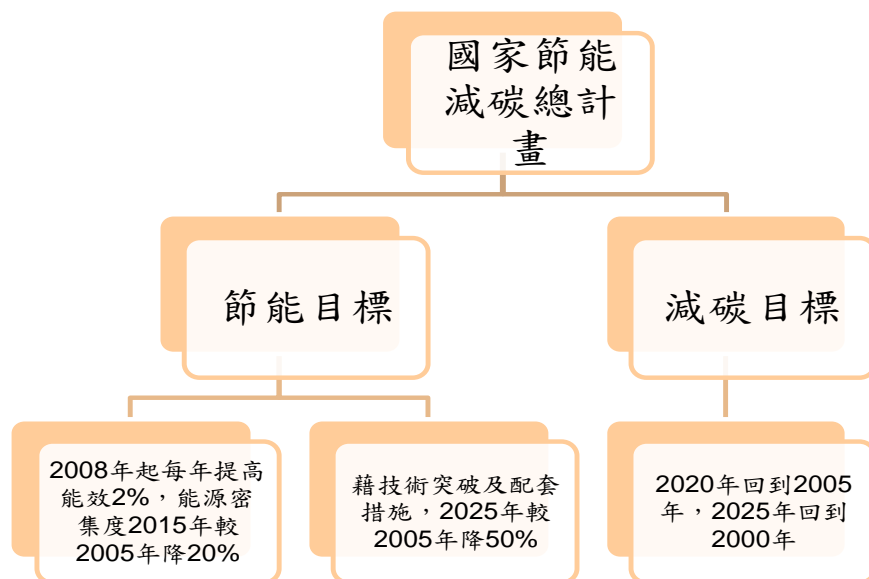 國家節能
減碳總計
畫
節能目標
減碳目標
2008年起每年提高
能效2%，能源密
集度2015年較
2005年降20%
藉技術突破及配套
措施，2025年較
2005年降50%
2020年回到2005
年，2025年回到
2000年